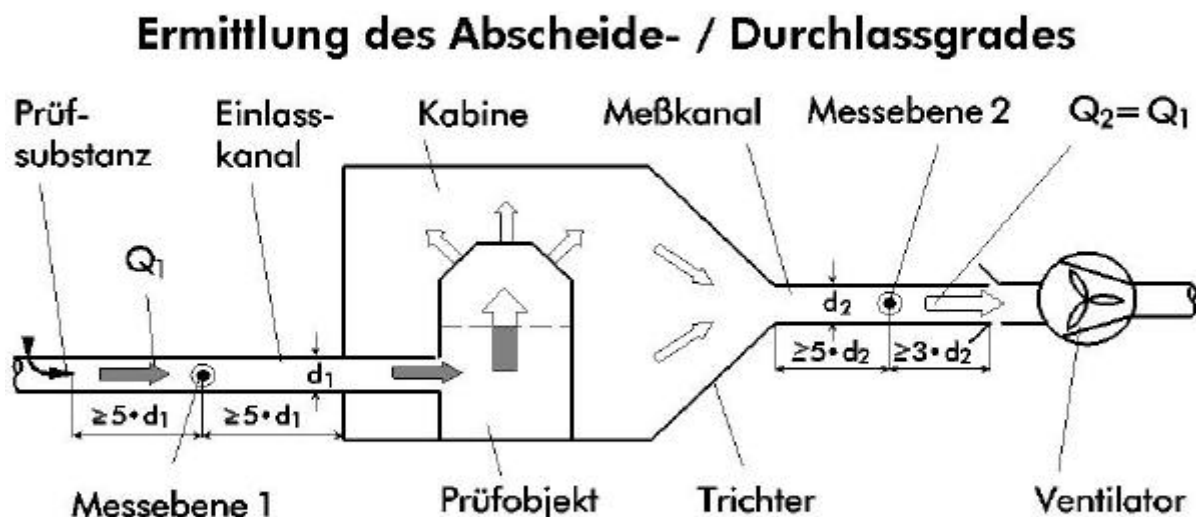 Ermittlung des Abscheide- / Durchlassgrades
Prüf-
substanz
Einlass-
kanal
Kabine
Meßkanal
Messebene 2
Q2= Q1
Q1
d1
d2
≥5•d1
≥5•d1
≥5•d2
≥3•d2
Messebene 1
Prüfobjekt
Trichter
Ventilator